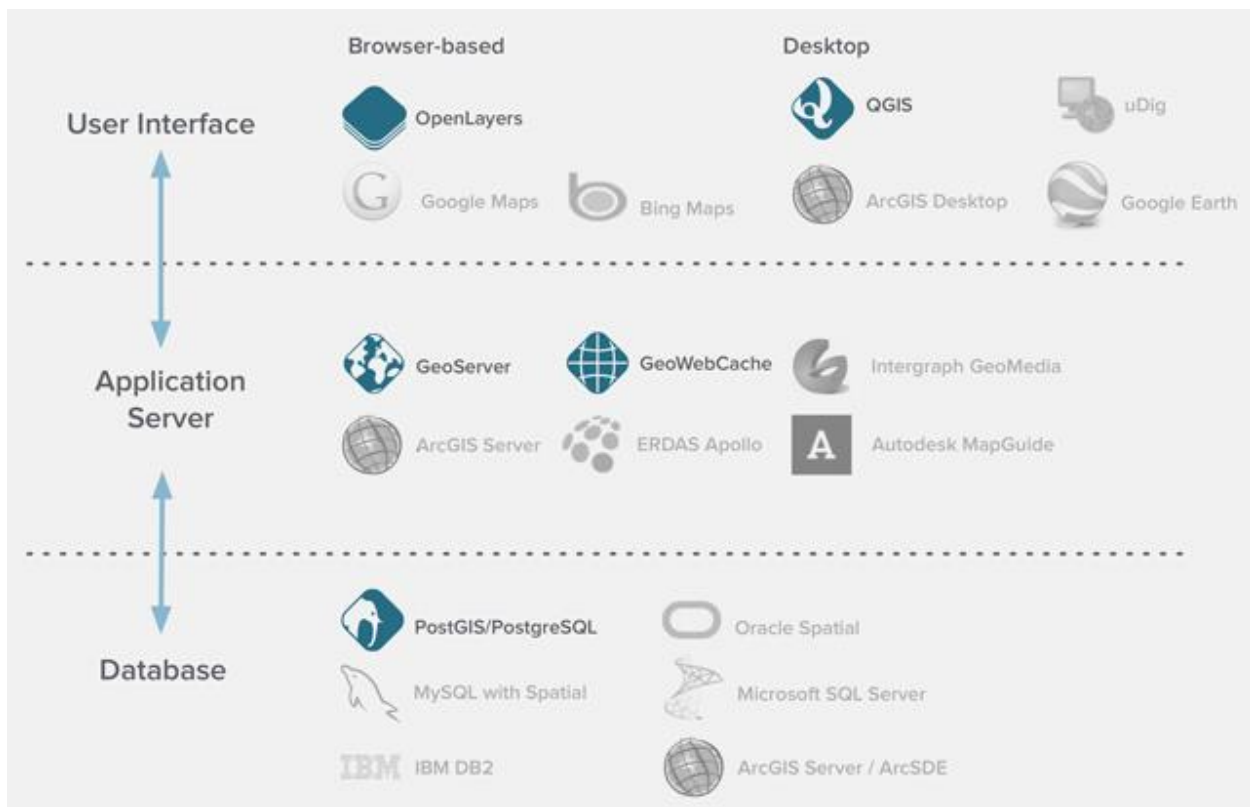 Browser-based
Desktop
User Interface
OpenLayers
QGIS
uDig
G
Google Maps
Bing Maps
ArcGIS Desktop
Google Earth
Application
Server
GeoServer
GeoWebCache
Intergraph GeoMedia
ArcGIS Server
ERDAS Apollo
A
Autodesk MapGuide
Database
PostGIS/PostgreSQL
Oracle Spatial
MySQL with Spatial
Microsoft SQL Server
IBM
IBM DB2
ArcGIS Server / ArcSDE